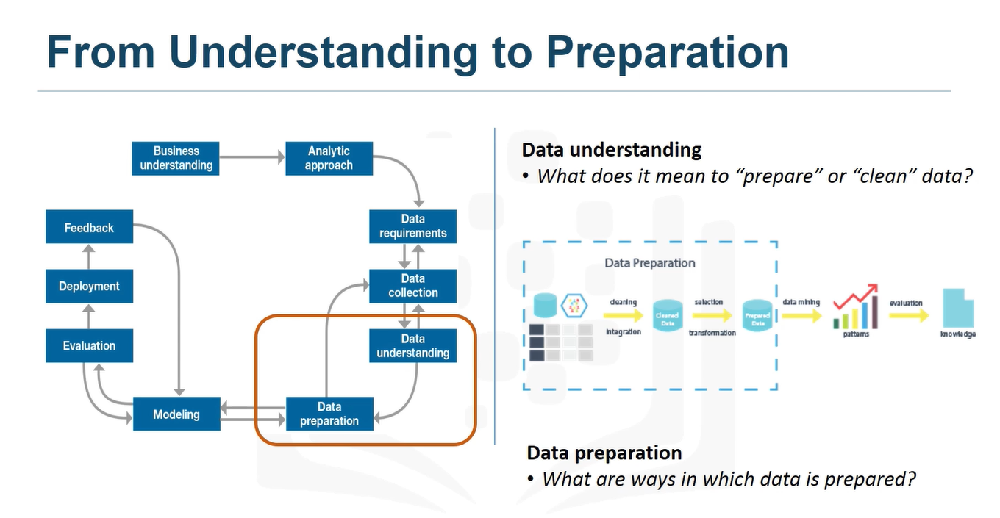 From Understanding to Preparation
Business
understanding
Analytic
approach
Feedback
Data
requirements
Deployment
Data
collection
Evaluation
Data
understanding
Modeling
Data
preparation
Data understanding
• What does it mean to “prepare” or “clean” data?
Data Preparation
cleaning
integration
Cleaned
Data
selection
transformation
Prepared
Data
data mining
patterns
evaluation
knowledge
Data preparation
• What are ways in which data is prepared?